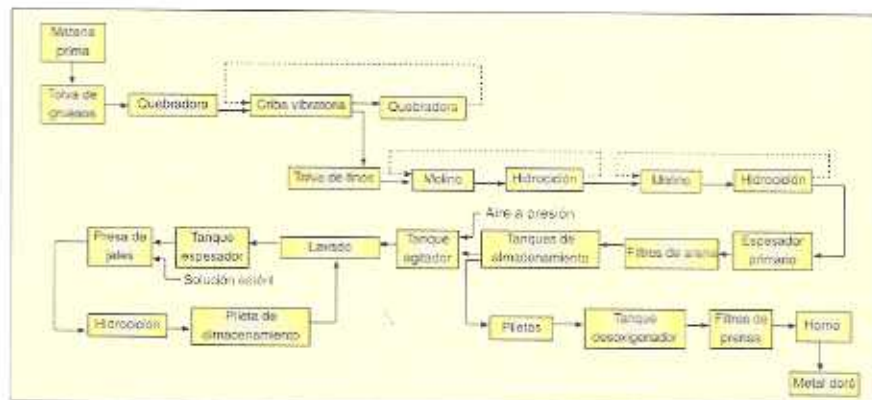 Materia
prima
Tolva de
gruesos
Quebradora
Criba vibratoria
Quebradora
Tolva de finos
Molino
Hidrociclón
Molino
Hidrociclón
Aire a presión
Presa de
jales
Tanque
espesador
Lavado
Tanque
agitador
Tanques de
almacenamiento
Filtros de arena
Espesador
primario
Solución
Hidrociclón
Pileta de
almacenamiento
Piletas
Tanque
desoxigenador
Filtros de
prensa
Horno
Metal doré